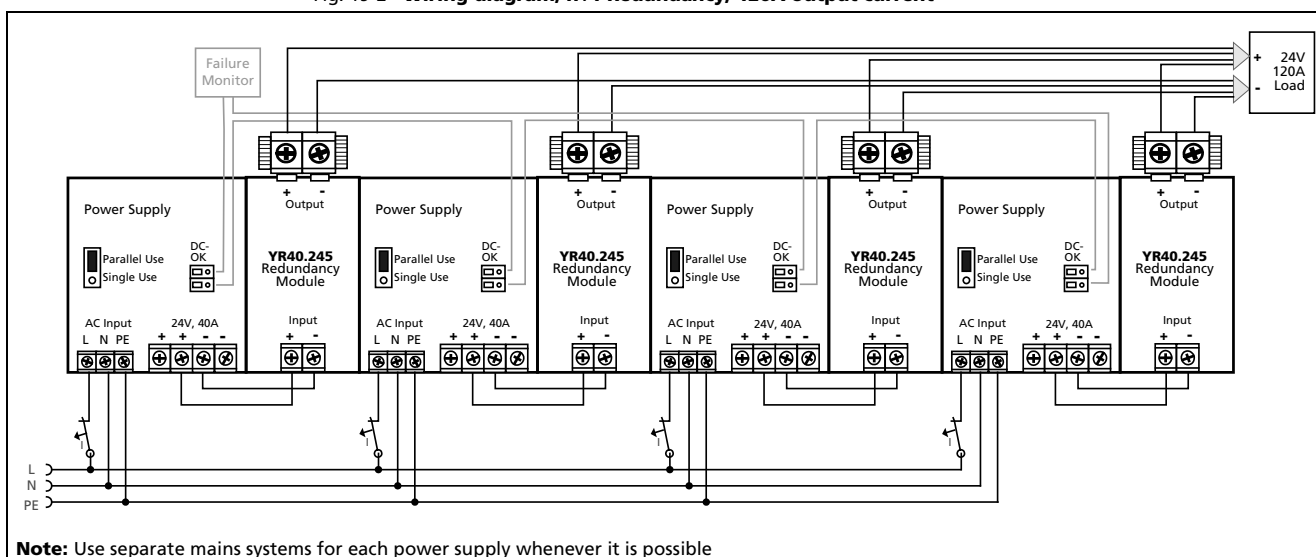 Fig. 10-2 Wiring diagram, n+1 Redundancy, 120A output current
Failure
Monitor
+ 24V
120A
- Load
+ -
Output
Power Supply
Parallel Use
Single Use
DC-
OK
YR40.245
Redundancy
Module
AC Input
L N PE
24V, 40A
+ + - -
Input
+ -
I
+ -
Output
Power Supply
Parallel Use
Single Use
DC-
OK
YR40.245
Redundancy
Module
AC Input
L N PE
24V, 40A
+ + - -
Input
+ -
I
+ -
Output
Power Supply
Parallel Use
Single Use
DC-
OK
YR40.245
Redundancy
Module
AC Input
L N PE
24V, 40A
+ + - -
Input
+ -
I
+ -
Output
Power Supply
Parallel Use
Single Use
DC-
OK
YR40.245
Redundancy
Module
AC Input
L N PE
24V, 40A
+ + - -
Input
+ -
I
L
N
PE
Note: Use separate mains systems for each power supply whenever it is possible